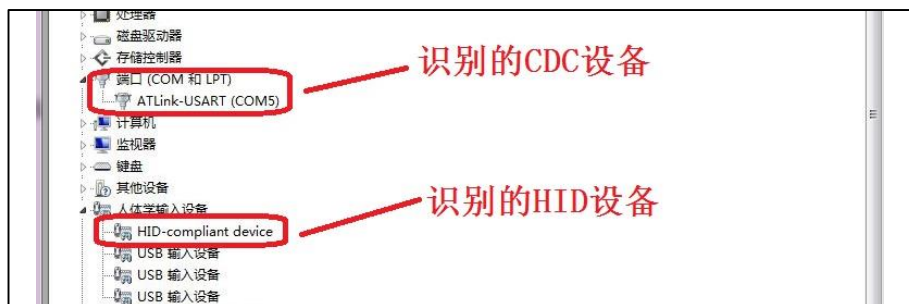 处理器
磁盘驱动器
存储控制器
识别的CDC设备
端口 (COM 和 LPT)
ATLink-USART (COM5)
计算机
监视器
键盘
其他设备
人体学输入设备
识别的HID设备
HID-compliant device
USB 输入设备
USB 输入设备
USB 输入设备